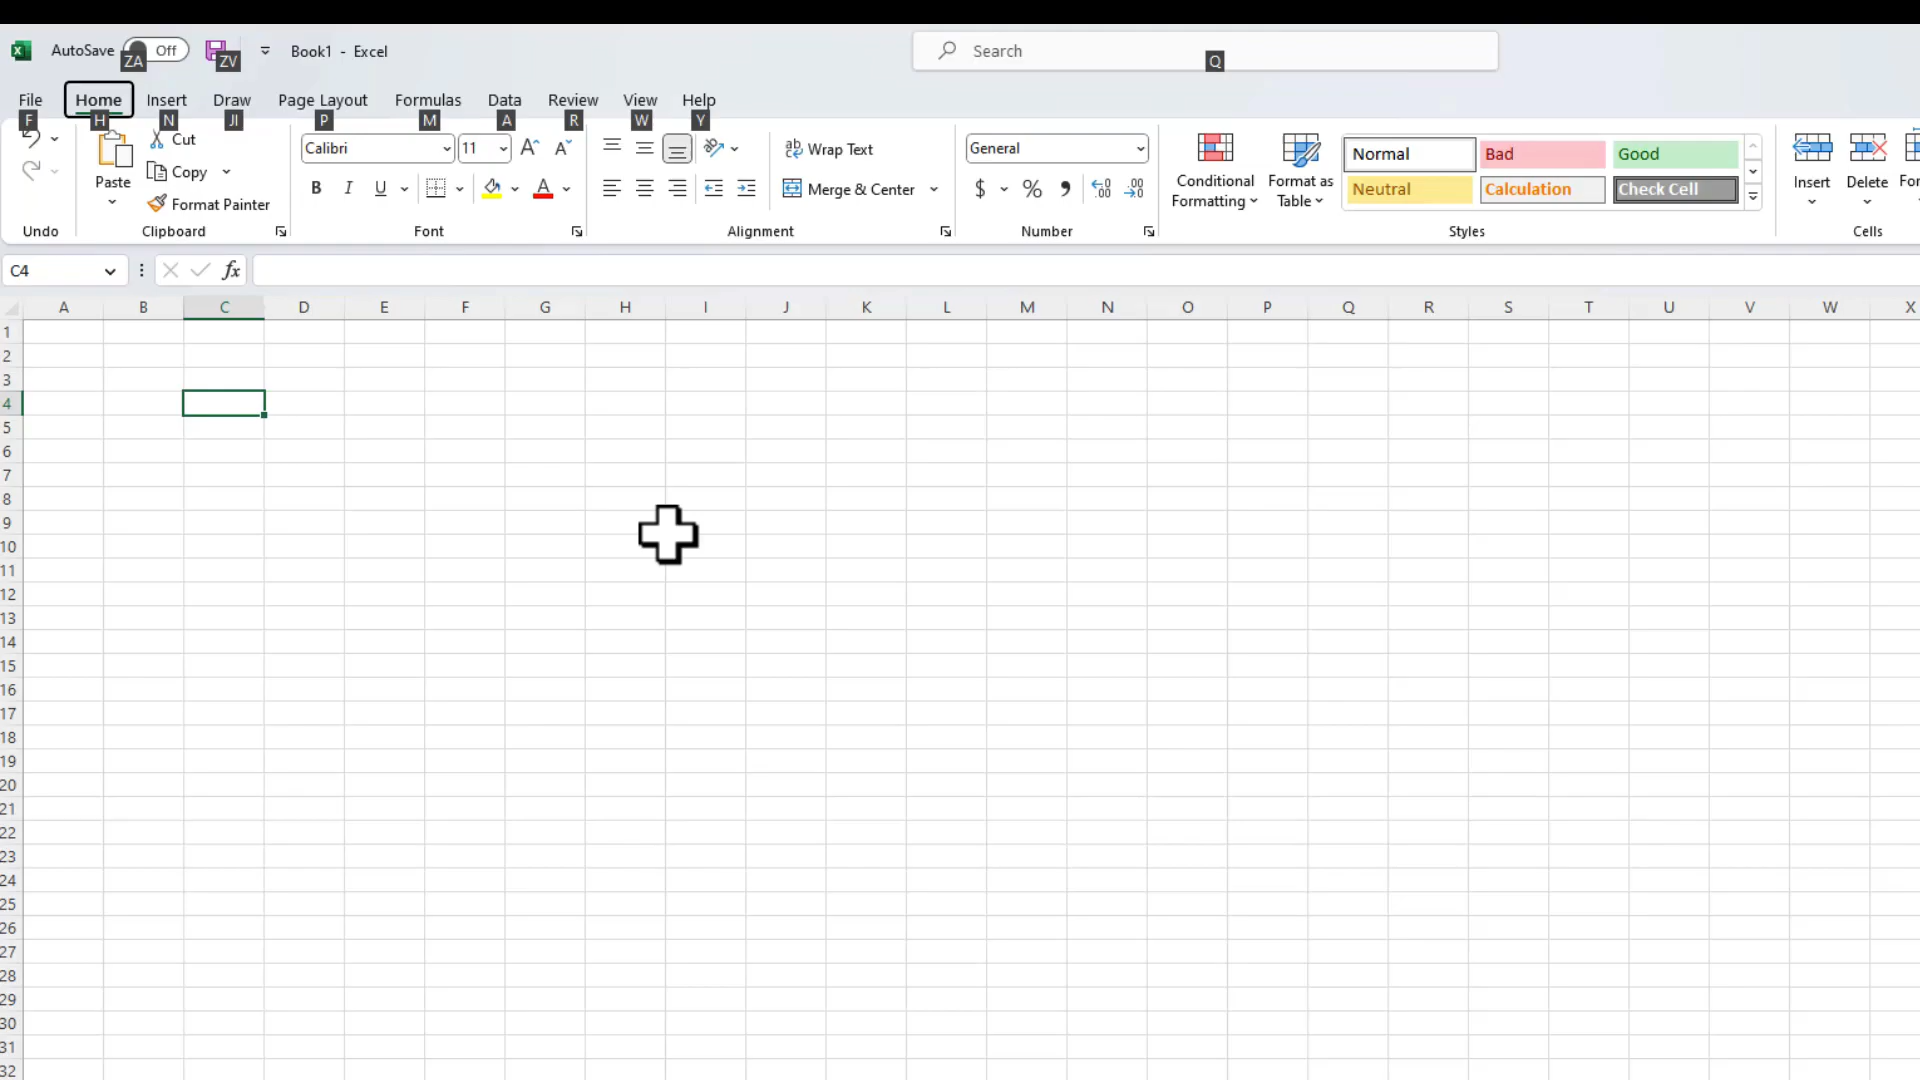 AutoSave Off Book1 - Excel Search
ZA ZV Q
File Home Insert Draw Page Layout Formulas Data Review View Help
F H N JI P M A R W Y
Cut
Copy
Format Painter
Paste
Calibri 11
B I U A
Wrap Text
Merge & Center
General
$ % 9
Conditional Formatting
Format as Table
Normal Bad Good
Neutral Calculation Check Cell
Insert Delete
Undo Clipboard Font Alignment Number Styles Cells
C4 fx
A B C D E F G H I J K L M N O P Q R S T U V W X
1
2
3
4
5
6
7
8
9
10
11
12
13
14
15
16
17
18
19
20
21
22
23
24
25
26
27
28
29
30
31
32